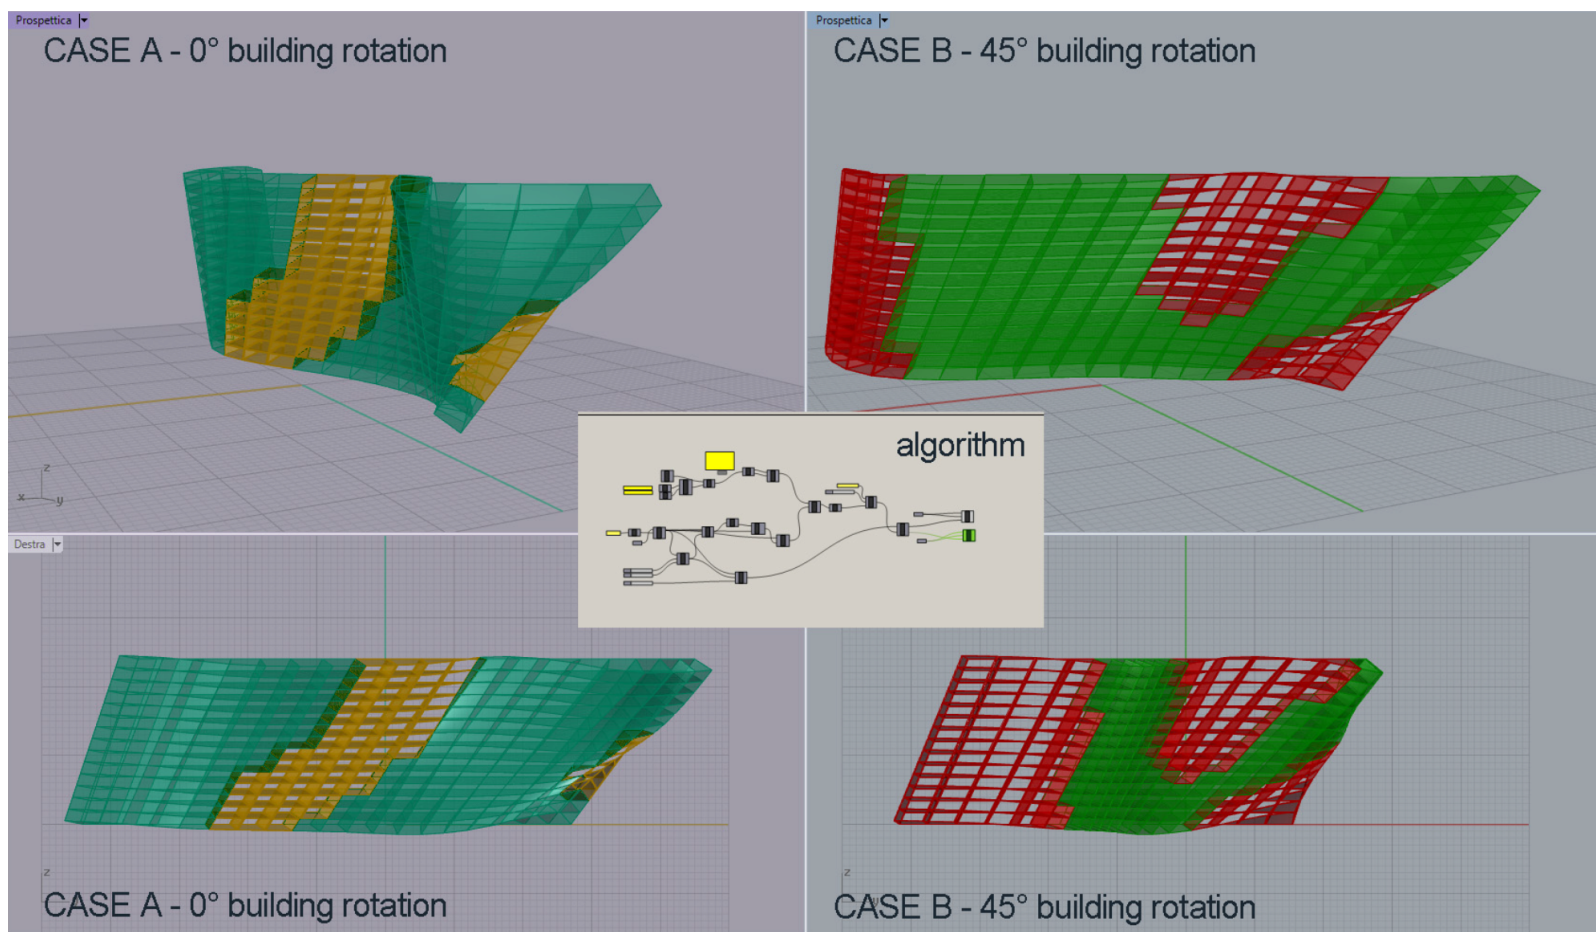 Prospettica
CASE A - 0° building rotation
Prospettica
CASE B - 45° building rotation
algorithm
z
x
y
Destra
z
CASE A - 0° building rotation
z
CASE B - 45° building rotation